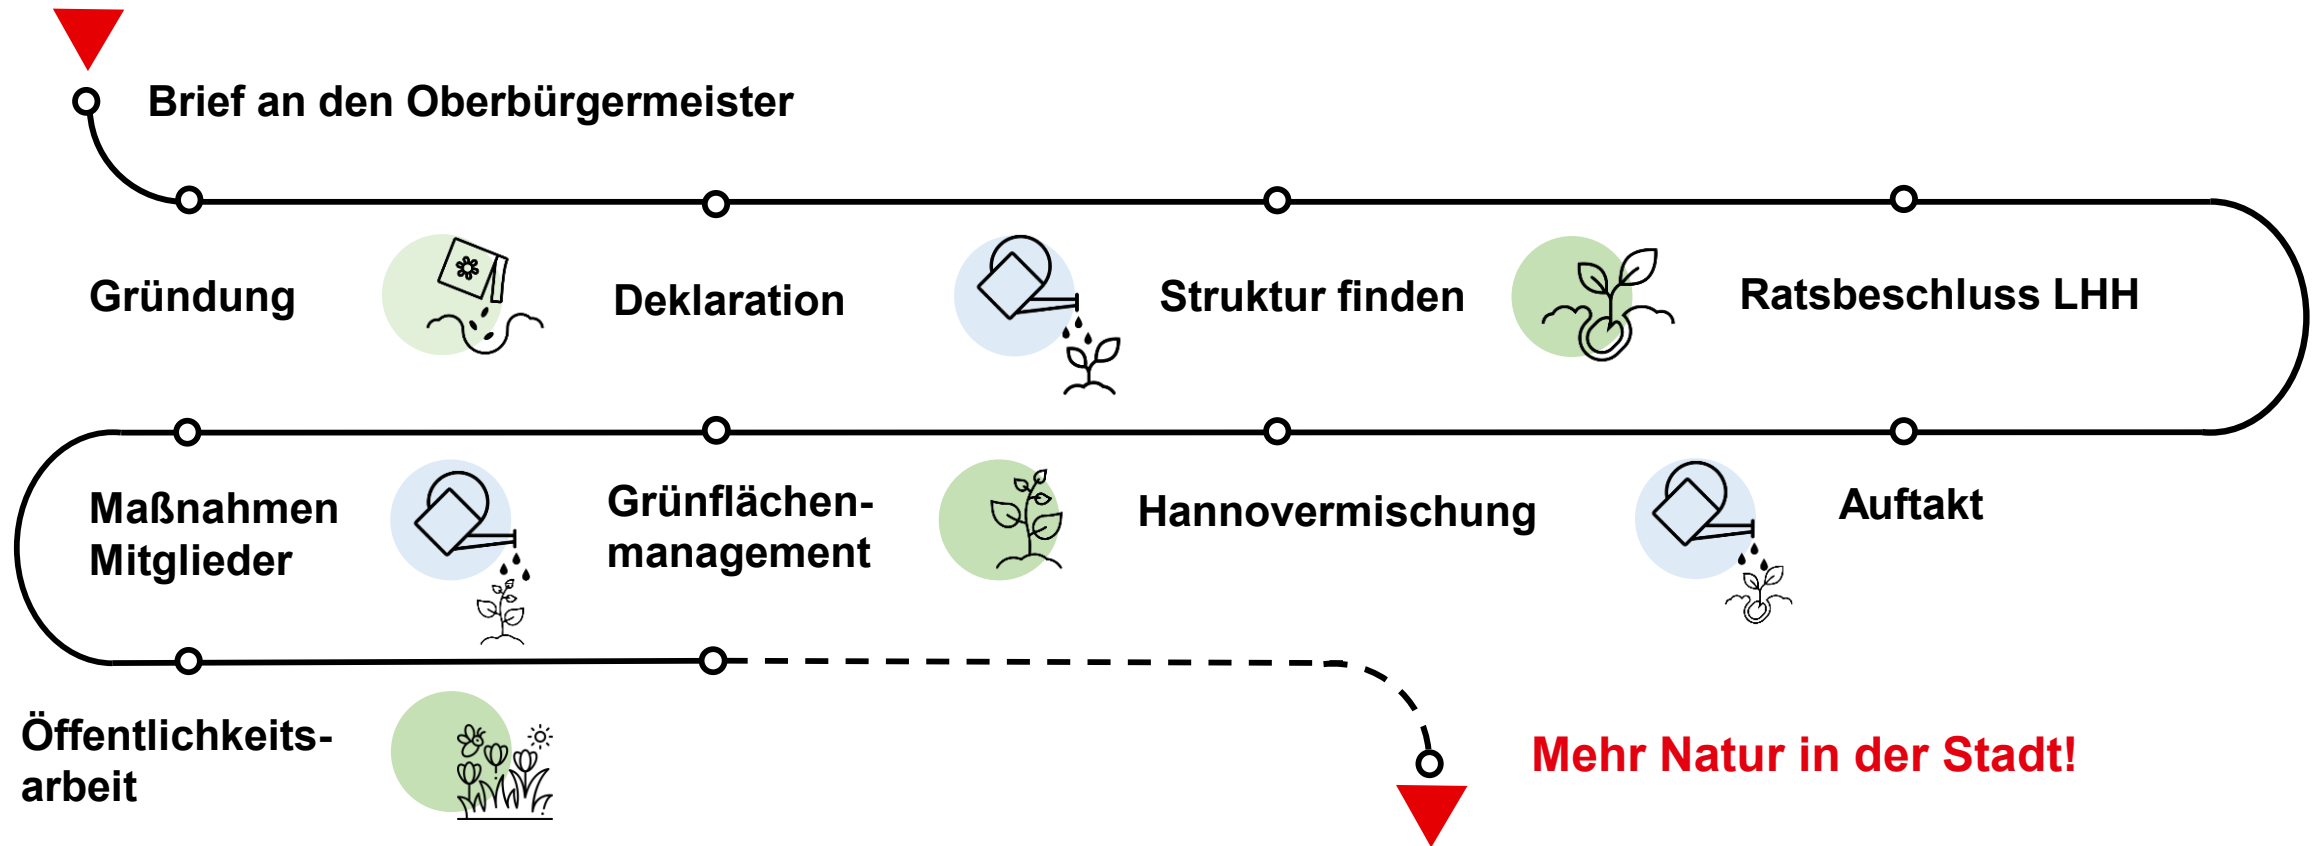 Brief an den Oberbürgermeister
Gründung
Deklaration
Struktur finden
Ratsbeschluss LHH
Maßnahmen
Mitglieder
Grünflächen-
management
Hannovermischung
Auftakt
Öffentlichkeits-
arbeit
Mehr Natur in der Stadt!